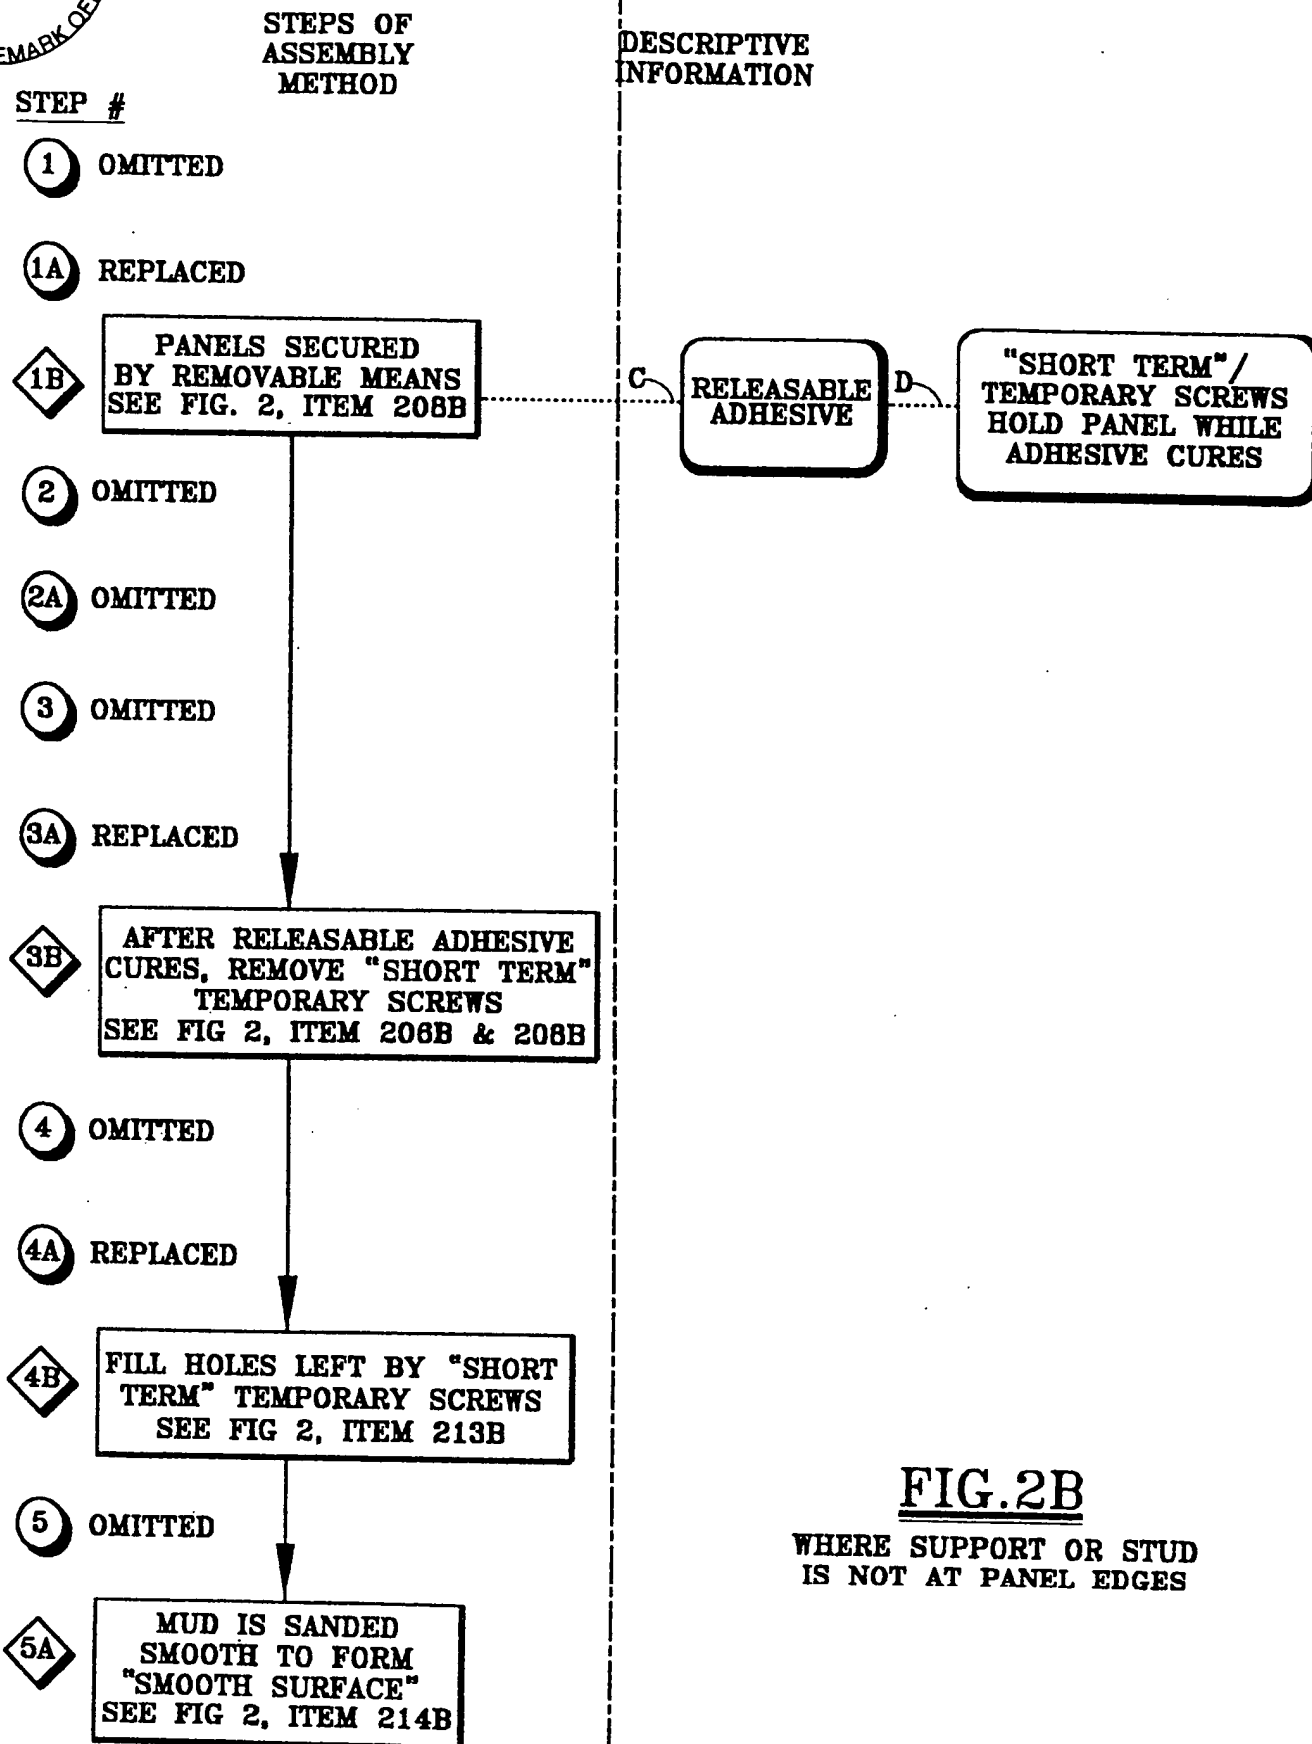 EMARK OF
STEPS OF
ASSEMBLY
METHOD
DESCRIPTIVE
INFORMATION
STEP #
1 OMITTED
1A REPLACED
1B
PANELS SECURED
BY REMOVABLE MEANS
SEE FIG. 2, ITEM 208B
C
RELEASABLE
ADHESIVE
D
"SHORT TERM"/
TEMPORARY SCREWS
HOLD PANEL WHILE
ADHESIVE CURES
2 OMITTED
2A OMITTED
3 OMITTED
3A REPLACED
3B
AFTER RELEASABLE ADHESIVE
CURES, REMOVE "SHORT TERM"
TEMPORARY SCREWS
SEE FIG 2, ITEM 206B & 208B
4 OMITTED
4A REPLACED
4B
FILL HOLES LEFT BY "SHORT
TERM" TEMPORARY SCREWS
SEE FIG 2, ITEM 213B
5 OMITTED
5A
MUD IS SANDED
SMOOTH TO FORM
"SMOOTH SURFACE"
SEE FIG 2, ITEM 214B
FIG.2B
WHERE SUPPORT OR STUD
IS NOT AT PANEL EDGES